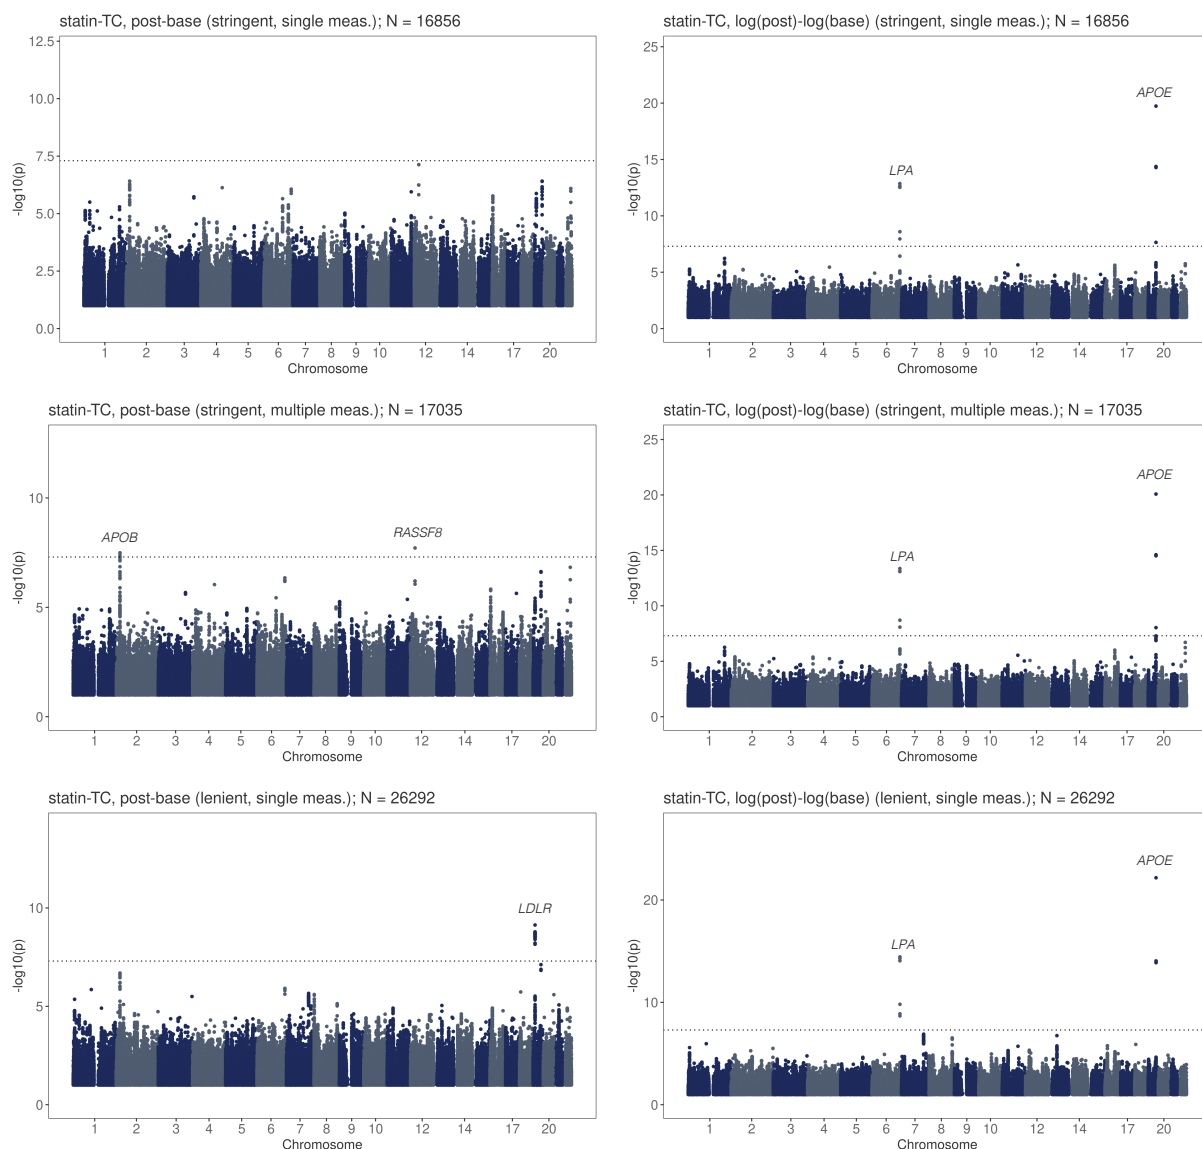 statin-TC, post-base (stringent, single meas.); N = 16856
12.5
10.0
7.5
5.0
2.5
0.0
-log10(p)
1 2 3 4 5 6 7 8 9 10 12 14 17 20
Chromosome
statin-TC, log(post)-log(base) (stringent, single meas.); N = 16856
25
20
15
10
5
0
-log10(p)
APOE
LPA
1 2 3 4 5 6 7 8 9 10 12 14 17 20
Chromosome
statin-TC, post-base (stringent, multiple meas.); N = 17035
10
5
0
-log10(p)
APOB
RASSF8
1 2 3 4 5 6 7 8 9 10 12 14 17 20
Chromosome
statin-TC, log(post)-log(base) (stringent, multiple meas.); N = 17035
25
20
15
10
5
0
-log10(p)
APOE
LPA
1 2 3 4 5 6 7 8 9 10 12 14 17 20
Chromosome
statin-TC, post-base (lenient, single meas.); N = 26292
10
5
0
-log10(p)
LDLR
1 2 3 4 5 6 7 8 9 10 12 14 17 20
Chromosome
statin-TC, log(post)-log(base) (lenient, single meas.); N = 26292
20
10
0
-log10(p)
APOE
LPA
1 2 3 4 5 6 7 8 9 10 12 14 17 20
Chromosome